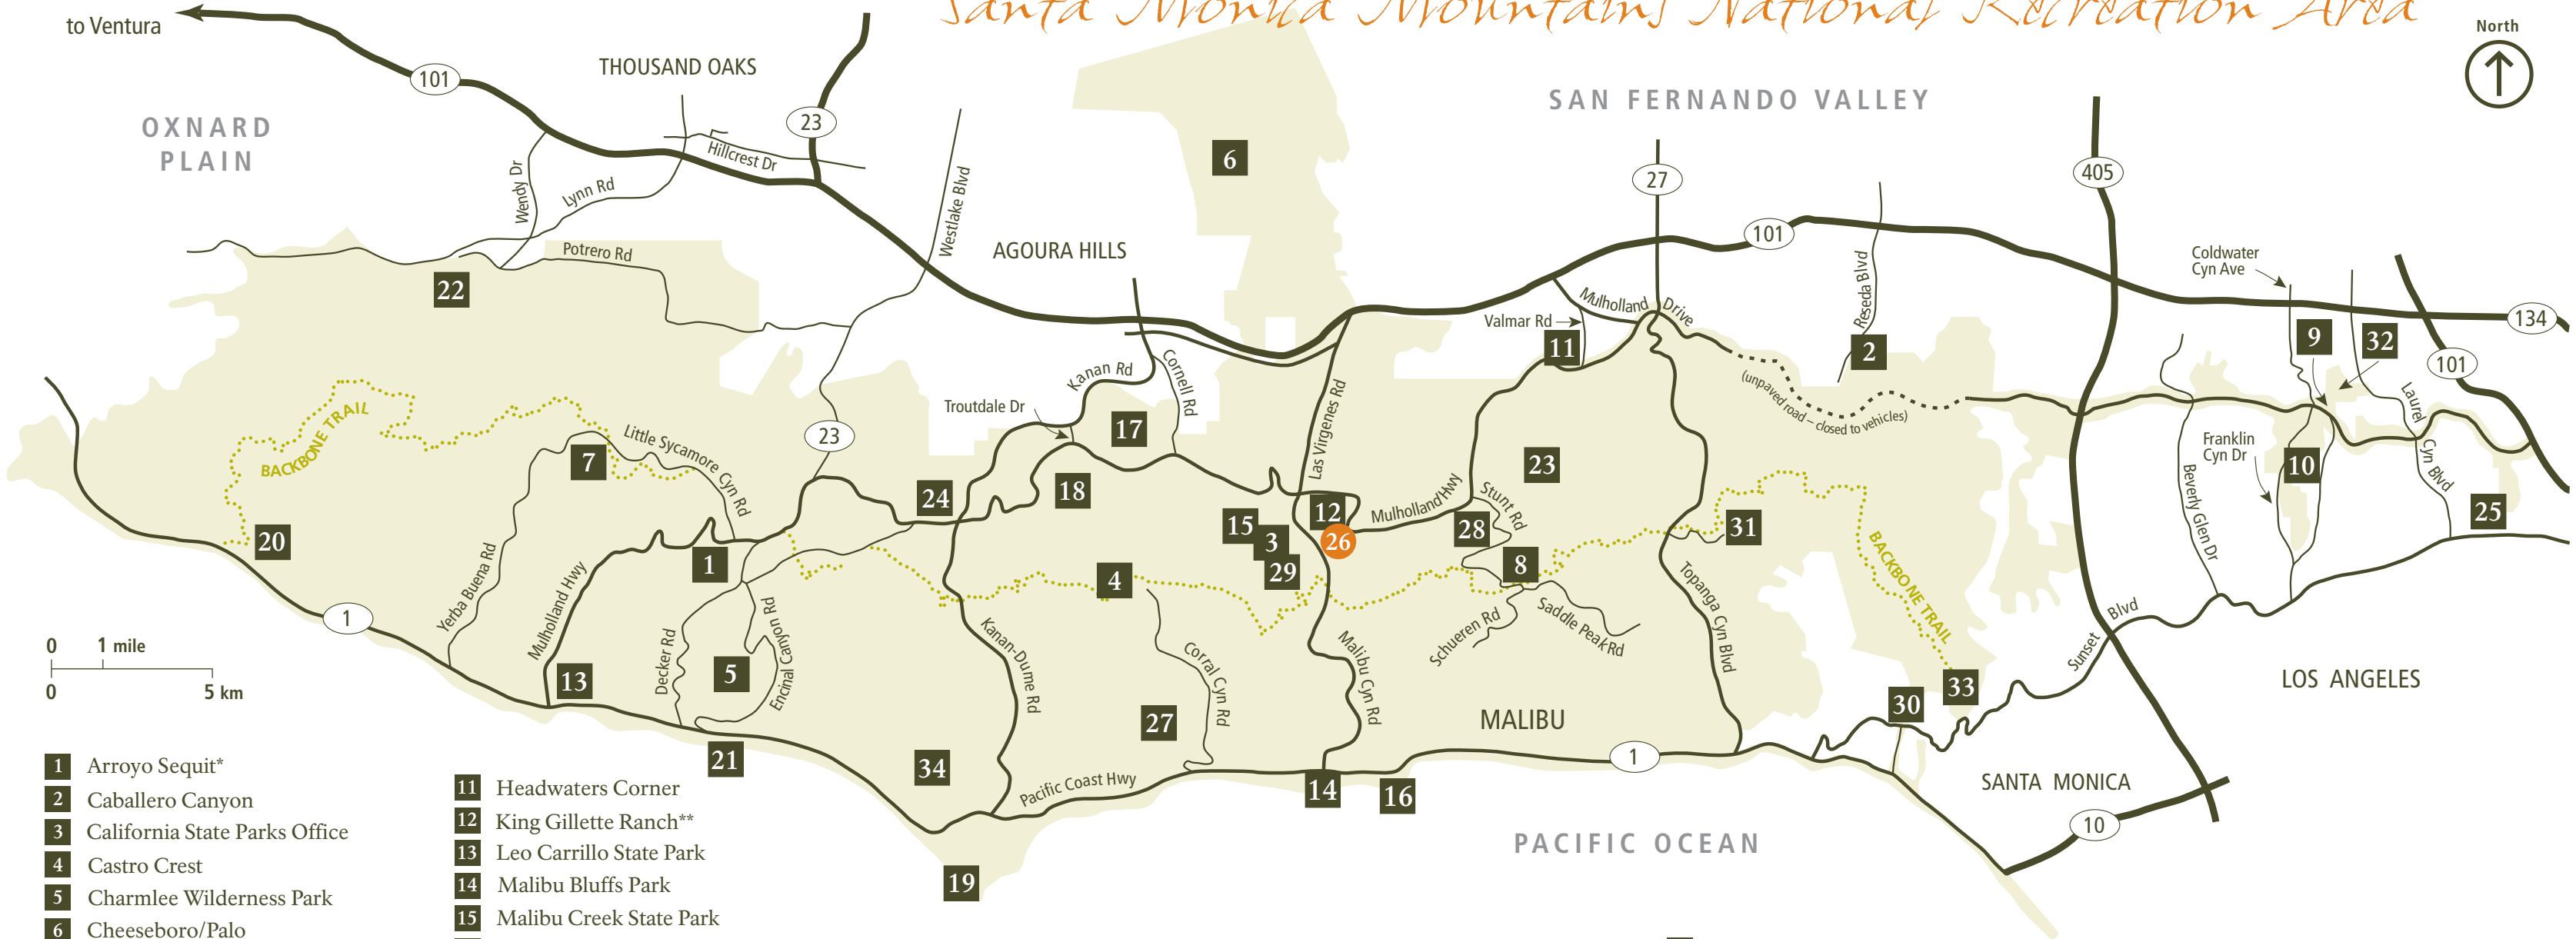 Santa Monica Mountains National Recreation Area
North
to Ventura
101
THOUSAND OAKS
23
OXNARD
PLAIN
Hillcrest Dr
Wendy Dr
Lynn Rd
Westlake Blvd
6
SAN FERNANDO VALLEY
27
405
101
AGOURA HILLS
Potrero Rd
22
Reseda Blvd
Coldwater
Cyn Ave
Mulholland Drive
Valmar Rd
11
2
9
32
134
101
(unpaved road – closed to vehicles)
Kanan Rd
Cornell Rd
Troutdale Dr
17
Las Virgenes Rd
BACKBONE TRAIL
23
Little Sycamore Cyn Rd
7
Franklin
Cyn Dr
10
Laurel
Cyn Blvd
Beverly Glen Dr
25
24
18
23
12
Mulholland Hwy
Stunt Rd
28
15
3
26
29
8
31
20
1
4
BACKBONE TRAIL
Yerba Buena Rd
Mulholland Hwy
1
Decker Rd
Encinal Canyon Rd
5
13
Kanan-Dume Rd
Corral Cyn Rd
27
Malibu Cyn Rd
Schueren Rd
Saddle Peak Rd
Topanga Cyn Blvd
Sunset Blvd
33
30
LOS ANGELES
MALIBU
1
0 1 mile
0 5 km
21
34
Pacific Coast Hwy
14
16
19
SANTA MONICA
10
PACIFIC OCEAN
1 Arroyo Sequit*
2 Caballero Canyon
3 California State Parks Office
4 Castro Crest
5 Charmlee Wilderness Park
6 Cheeseboro/Palo
11 Headwaters Corner
12 King Gillette Ranch**
13 Leo Carrillo State Park
14 Malibu Bluffs Park
15 Malibu Creek State Park